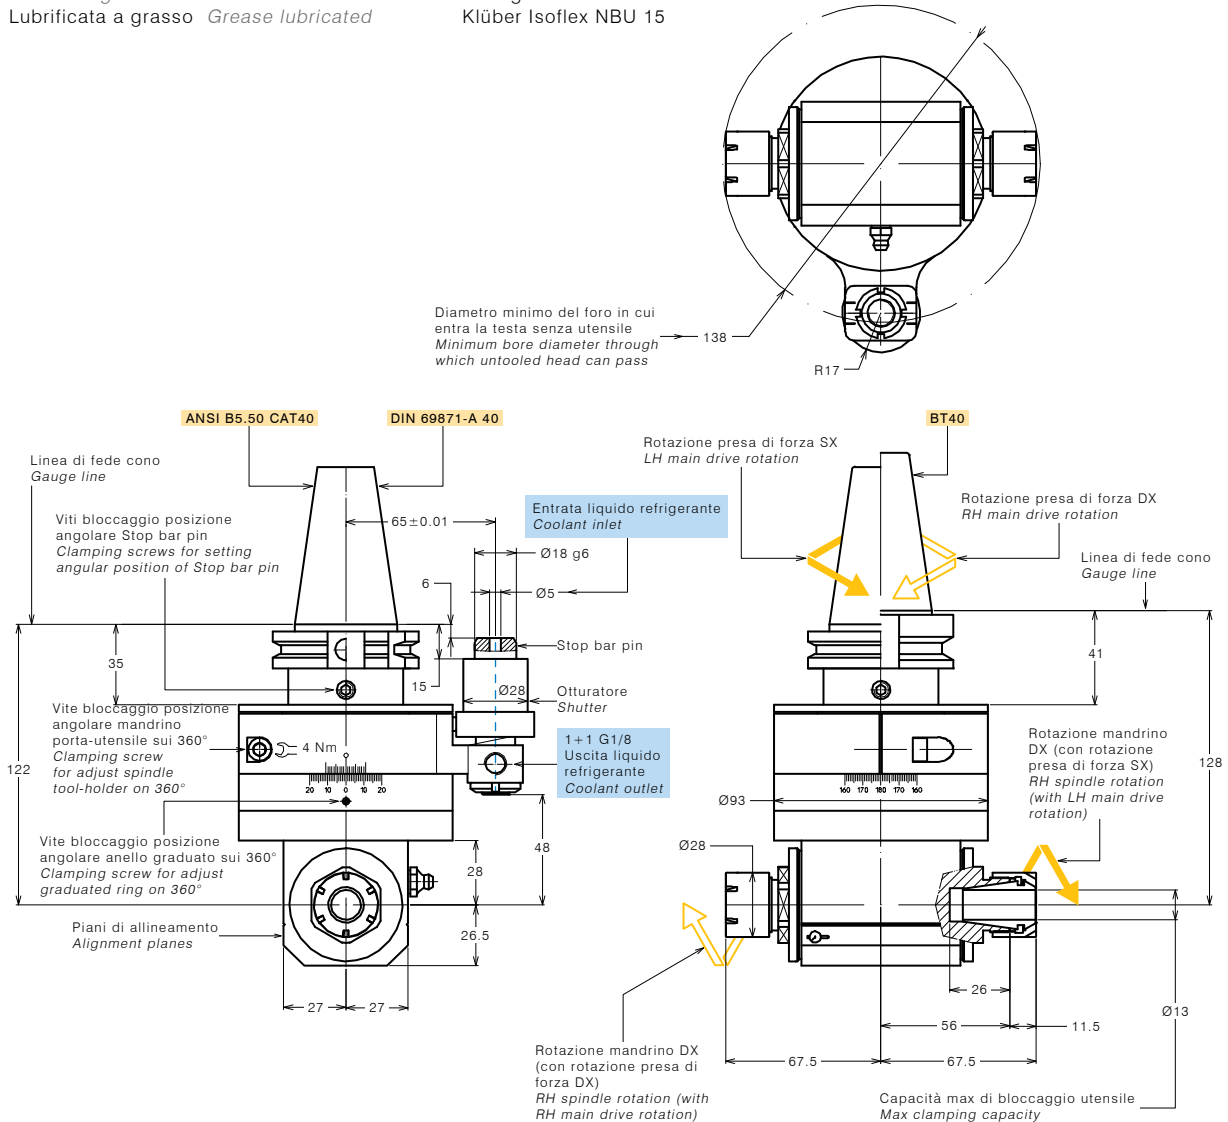 Lubrificata a grasso Grease lubricated
Klüber Isoflex NBU 15
Diametro minimo del foro in cui
entra la testa senza utensile
Minimum bore diameter through
which untooled head can pass
138
R17
ANSI B5.50 CAT40
DIN 69871-A 40
BT40
Linea di fede cono
Gauge line
Viti bloccaggio posizione
angolare Stop bar pin
Clamping screws for setting
angular position of Stop bar pin
65±0.01
Entrata liquido refrigerante
Coolant inlet
Ø18 g6
6
Ø5
Stop bar pin
35
15
Ø28
Otturatore
Shutter
Vite bloccaggio posizione
angolare mandrino
porta-utensile sui 360°
Clamping screw
for adjust spindle
tool-holder on 360°
4 Nm
1+1 G1/8
Uscita liquido
refrigerante
Coolant outlet
122
20 10 0 10 20
Vite bloccaggio posizione
angolare anello graduato sui 360°
Clamping screw for adjust
graduated ring on 360°
48
28
26.5
Piani di allineamento
Alignment planes
27
27
Rotazione presa di forza SX
LH main drive rotation
Rotazione presa di forza DX
RH main drive rotation
Linea di fede cono
Gauge line
41
Rotazione mandrino
DX (con rotazione
presa di forza SX)
RH spindle rotation
(with LH main drive
rotation)
128
160 170 180 170 160
Ø93
Ø28
26
56
11.5
Ø13
67.5
67.5
Rotazione mandrino DX
(con rotazione presa di
forza DX)
RH spindle rotation (with
RH main drive rotation)
Capacità max di bloccaggio utensile
Max clamping capacity